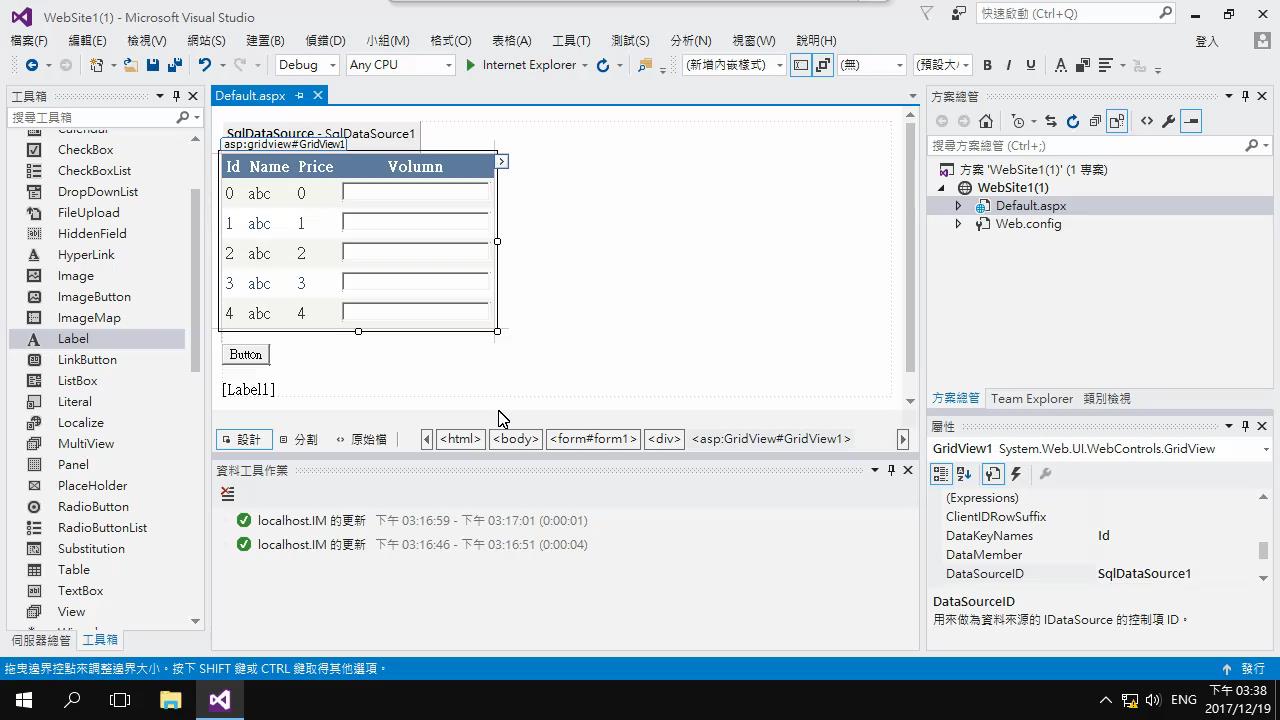 WebSite1(1) - Microsoft Visual Studio
快速啟動 (Ctrl+Q)
檔案(F) 編輯(E) 檢視(V) 網站(S) 建置(B) 偵錯(D) 小組(M) 格式(O) 表格(A) 工具(T) 測試(S) 分析(N) 視窗(W) 說明(H) 登入
Debug Any CPU Internet Explorer (新增內嵌樣式) (無) (預設大/ B I U A
工具箱
搜尋工具箱
Calendar
CheckBox
CheckBoxList
DropDownList
FileUpload
HiddenField
HyperLink
Image
ImageButton
ImageMap
Label
LinkButton
ListBox
Literal
Localize
MultiView
Panel
PlaceHolder
RadioButton
RadioButtonList
Substitution
Table
TextBox
View
伺服器總管 工具箱
Default.aspx
SqlDataSource - SqlDataSource1
asp:gridview#GridView1
Id Name Price Volumn
0 abc 0
1 abc 1
2 abc 2
3 abc 3
4 abc 4
Button
[Label1]
設計 分割 原始檔 <html> <body> <form#form1> <div> <asp:GridView#GridView1>
資料工具作業
localhost.IM 的更新 下午 03:16:59 - 下午 03:17:01 (0:00:01)
localhost.IM 的更新 下午 03:16:46 - 下午 03:16:51 (0:00:04)
方案總管
搜尋方案總管 (Ctrl+;)
方案 'WebSite1(1)' (1 專案)
WebSite1(1)
Default.aspx
Web.config
方案總管 Team Explorer 類別檢視
屬性
GridView1 System.Web.UI.WebControls.GridView
(Expressions)
ClientIDRowSuffix
DataKeyNames Id
DataMember
DataSourceID SqlDataSource1
DataSourceID
用來做為資料來源的 IDataSource 的控制項 ID。
拖曳邊界控點來調整邊界大小。按下 SHIFT 鍵或 CTRL 鍵取得其他選項。 發行
ENG
下午 03:38
2017/12/19